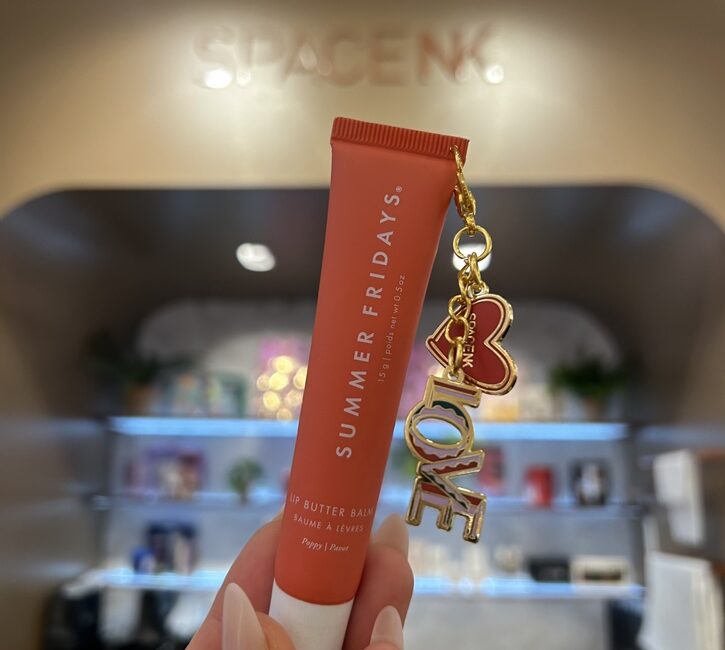 SPACENK
SUMMER FRIDAYS®
15 g | poids net wt 0.5 oz
LIP BUTTER BALM
BAUME À LÈVRES
Poppy | Pavot
SPACENK
LOVE